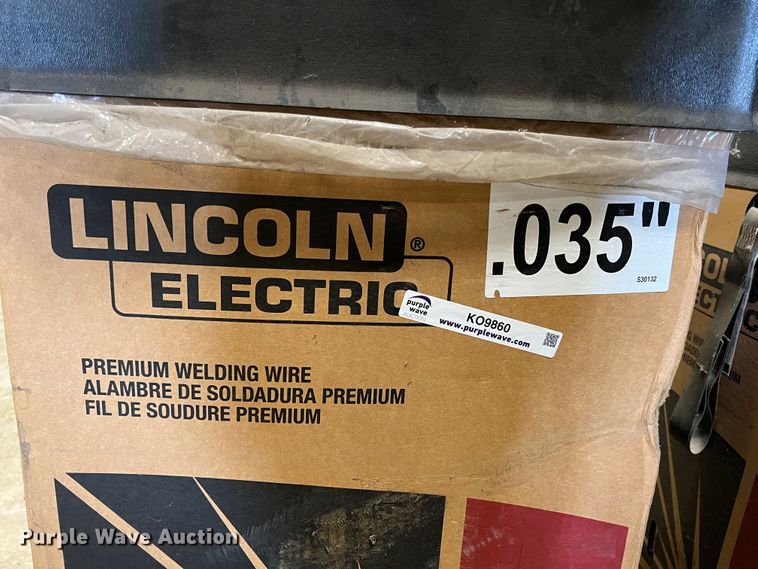 LINCOLN®
ELECTRIC
.035"
S30132
purple wave AUCTION
KO9860
www.purplewave.com
PREMIUM WELDING WIRE
ALAMBRE DE SOLDADURA PREMIUM
FIL DE SOUDURE PREMIUM
Purple Wave Auction